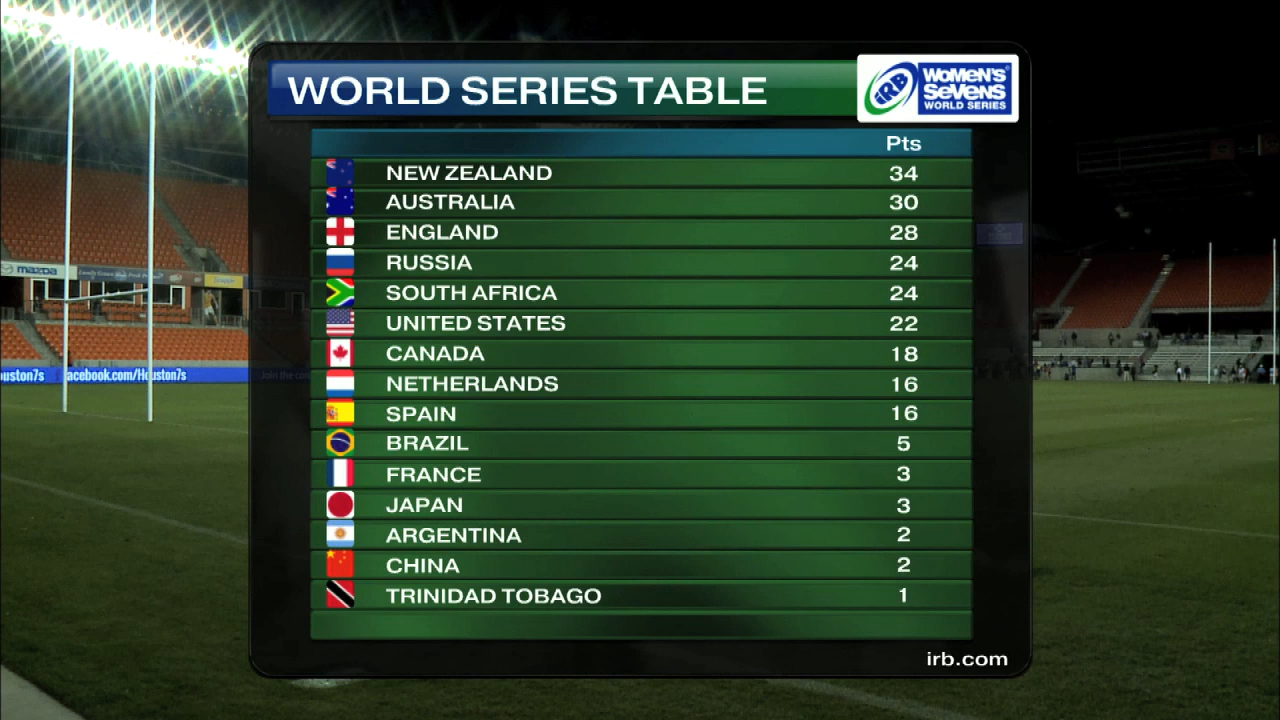 WORLD SERIES TABLE
iRB WOMEN'S SEVENS WORLD SERIES
Pts
NEW ZEALAND 34
AUSTRALIA 30
ENGLAND 28
RUSSIA 24
SOUTH AFRICA 24
UNITED STATES 22
CANADA 18
NETHERLANDS 16
SPAIN 16
BRAZIL 5
FRANCE 3
JAPAN 3
ARGENTINA 2
CHINA 2
TRINIDAD TOBAGO 1
irb.com
mazda
ouston7s
acebook.com/Houston7s